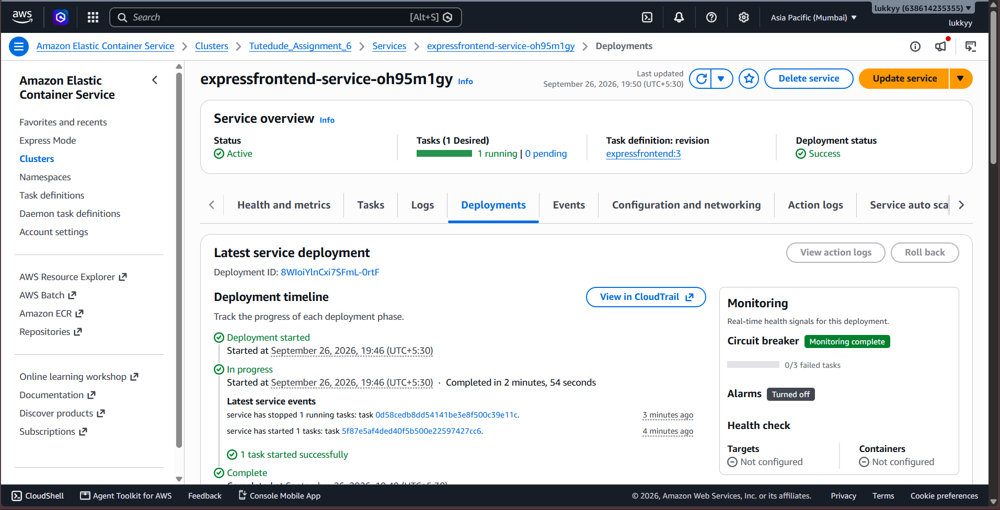 aws
Search
[Alt+S]
Asia Pacific (Mumbai)
lukkyy (638614235355)
lukkyy
Amazon Elastic Container Service
Clusters
Tutedude_Assignment_6
Services
expressfrontend-service-oh95m1gy
Deployments
Amazon Elastic
Container Service
Favorites and recents
Express Mode
Clusters
Namespaces
Task definitions
Daemon task definitions
Account settings
AWS Resource Explorer
AWS Batch
Amazon ECR
Repositories
Online learning workshop
Documentation
Discover products
Subscriptions
expressfrontend-service-oh95m1gy Info
Last updated
September 26, 2026, 19:50 (UTC+5:30)
Delete service
Update service
Service overview Info
Status
Active
Tasks (1 Desired)
1 running | 0 pending
Task definition: revision
expressfrontend:3
Deployment status
Success
Health and metrics
Tasks
Logs
Deployments
Events
Configuration and networking
Action logs
Service auto sca
Latest service deployment
View action logs
Roll back
Deployment ID: 8WIoiYlnCxi7SFmL-0rtF
Deployment timeline
View in CloudTrail
Track the progress of each deployment phase.
Deployment started
Started at September 26, 2026, 19:46 (UTC+5:30)
In progress
Started at September 26, 2026, 19:46 (UTC+5:30) · Completed in 2 minutes, 54 seconds
Latest service events
service has stopped 1 running tasks: task 0d58cedb8dd54141be3e8f500c39e11c.
3 minutes ago
service has started 1 tasks: task 5f87e5af4ded40f5b500e22597427cc6.
4 minutes ago
1 task started successfully
Complete
Completed at September 26, 2026, 19:49 (UTC+5:30)
Monitoring
Real-time health signals for this deployment.
Circuit breaker Monitoring complete
0/3 failed tasks
Alarms Turned off
Health check
Targets
Not configured
Containers
Not configured
CloudShell
Agent Toolkit for AWS
Feedback
Console Mobile App
© 2026, Amazon Web Services, Inc. or its affiliates.
Privacy
Terms
Cookie preferences